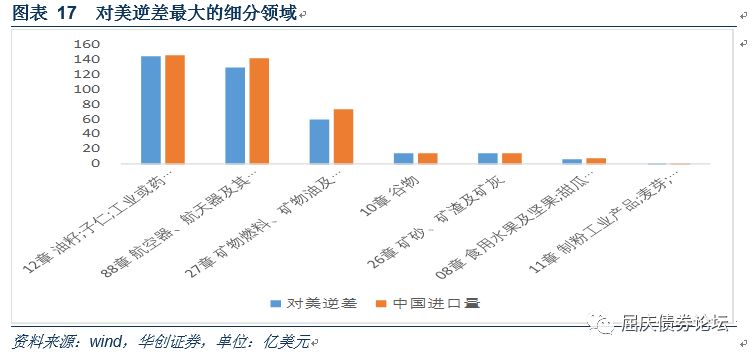 图表 17 对美逆差最大的细分领域
160
140
120
100
80
60
40
20
0
12章 油籽;子仁;工业或药…
88章 航空器、航天器及其…
27章 矿物燃料、矿物油及…
10章 谷物
26章 矿砂、矿渣及矿灰
08章 食用水果及坚果;甜瓜…
11章 制粉工业产品;麦芽;…
对美逆差 中国进口量
屈庆债券论坛
资料来源：wind，华创证券，单位：亿美元